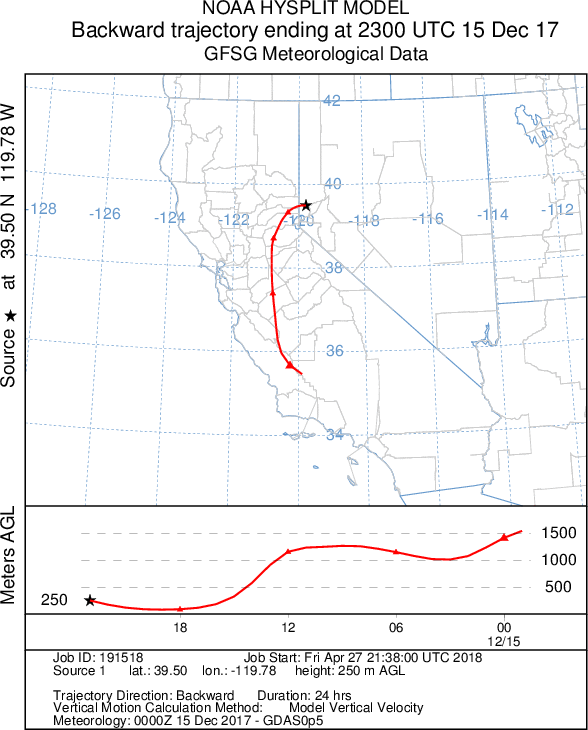 NOAA HYSPLIT MODEL
Backward trajectory ending at 2300 UTC 15 Dec 17
GFSG Meteorological Data
Source ★ at 39.50 N 119.78 W
42
40
-128 -126 -124 -122 -120 -118 -116 -114 -112
38
36
34
Meters AGL
1500
1000
500
250
18 12 06 00
12/15
Job ID: 191518 Job Start: Fri Apr 27 21:38:00 UTC 2018
Source 1 lat.: 39.50 lon.: -119.78 height: 250 m AGL
Trajectory Direction: Backward Duration: 24 hrs
Vertical Motion Calculation Method: Model Vertical Velocity
Meteorology: 0000Z 15 Dec 2017 - GDAS0p5